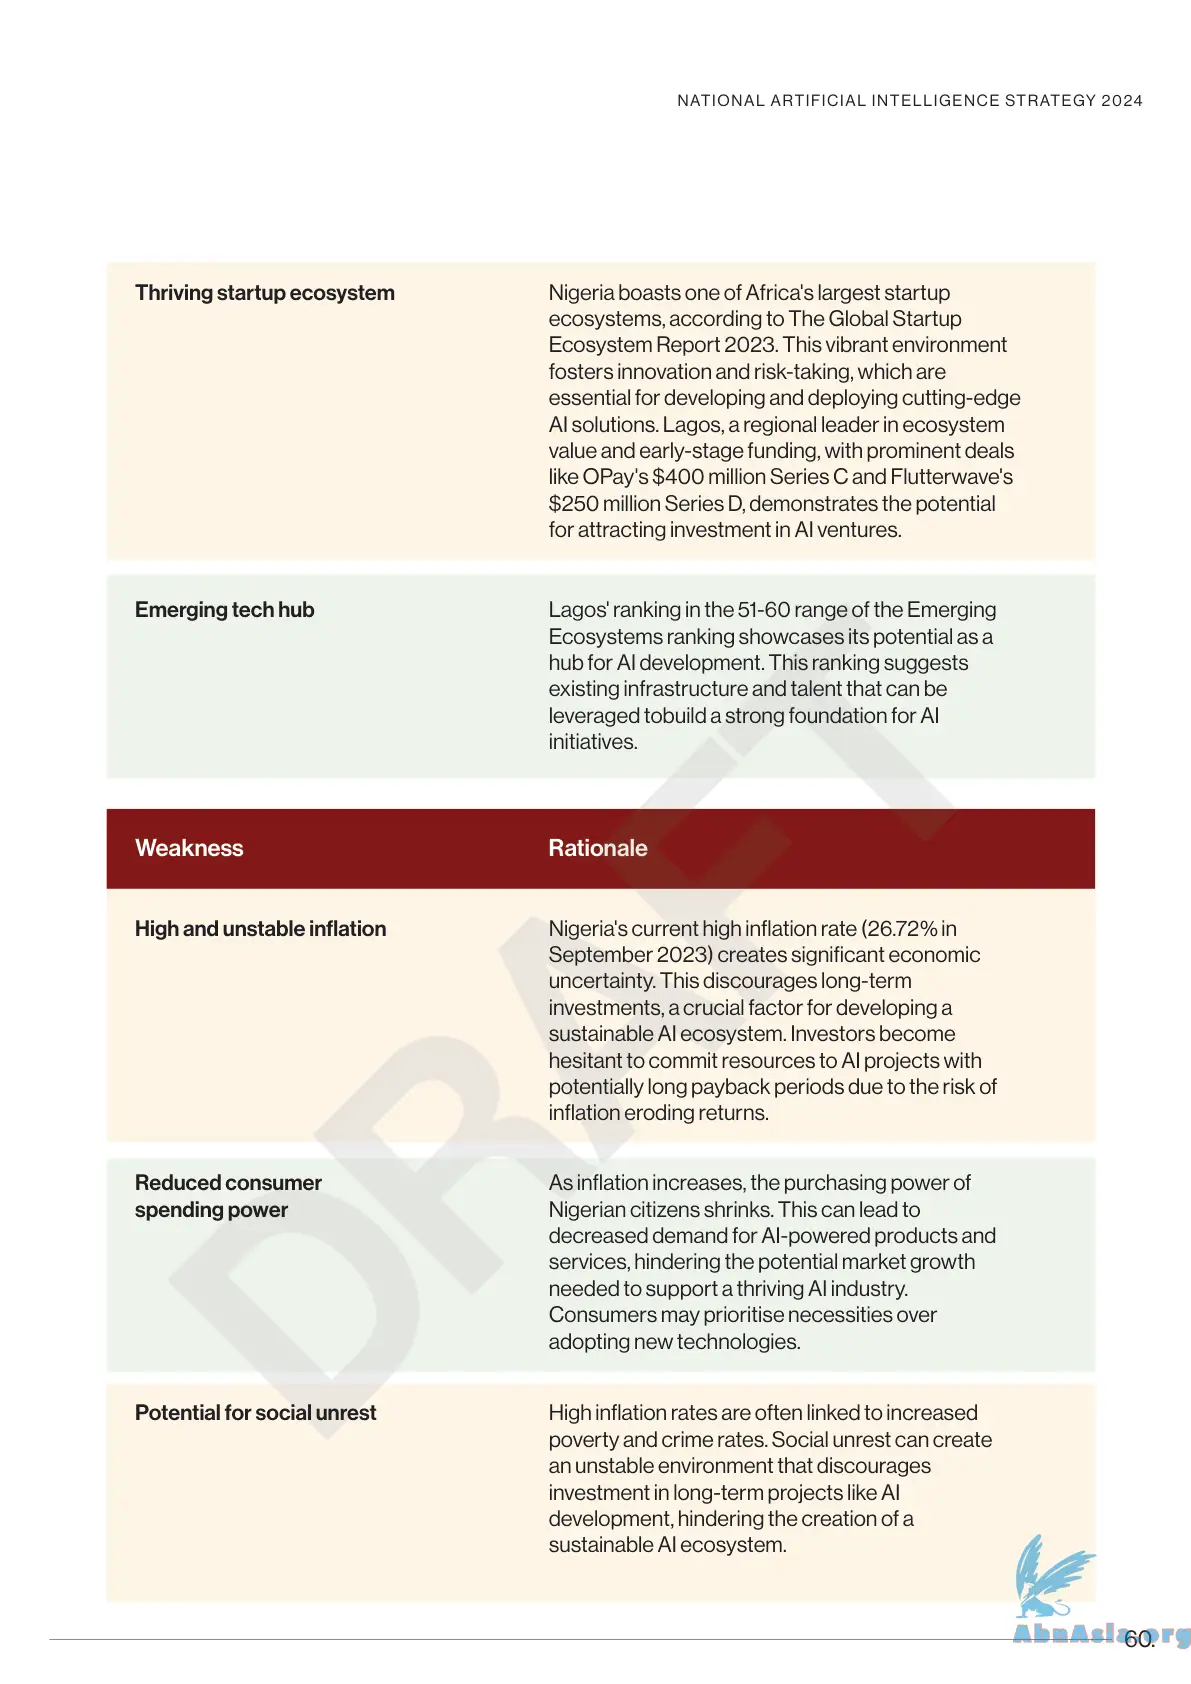 NATIONAL ARTIFICIAL INTELLIGENCE STRATEGY 2024
Thriving startup ecosystem
Nigeria boasts one of Africa's largest startup
ecosystems, according to The Global Startup
Ecosystem Report 2023. This vibrant environment
fosters innovation and risk-taking, which are
essential for developing and deploying cutting-edge
AI solutions. Lagos, a regional leader in ecosystem
value and early-stage funding, with prominent deals
like OPay's $400 million Series C and Flutterwave's
$250 million Series D, demonstrates the potential
for attracting investment in AI ventures.
Emerging tech hub
Lagos' ranking in the 51-60 range of the Emerging
Ecosystems ranking showcases its potential as a
hub for AI development. This ranking suggests
existing infrastructure and talent that can be
leveraged tobuild a strong foundation for AI
initiatives.
Weakness
Rationale
High and unstable inflation
Nigeria's current high inflation rate (26.72% in
September 2023) creates significant economic
uncertainty. This discourages long-term
investments, a crucial factor for developing a
sustainable AI ecosystem. Investors become
hesitant to commit resources to AI projects with
potentially long payback periods due to the risk of
inflation eroding returns.
Reduced consumer
spending power
As inflation increases, the purchasing power of
Nigerian citizens shrinks. This can lead to
decreased demand for AI-powered products and
services, hindering the potential market growth
needed to support a thriving AI industry.
Consumers may prioritise necessities over
adopting new technologies.
Potential for social unrest
High inflation rates are often linked to increased
poverty and crime rates. Social unrest can create
an unstable environment that discourages
investment in long-term projects like AI
development, hindering the creation of a
sustainable AI ecosystem.
DRAFT
AbnAsia.org
60.